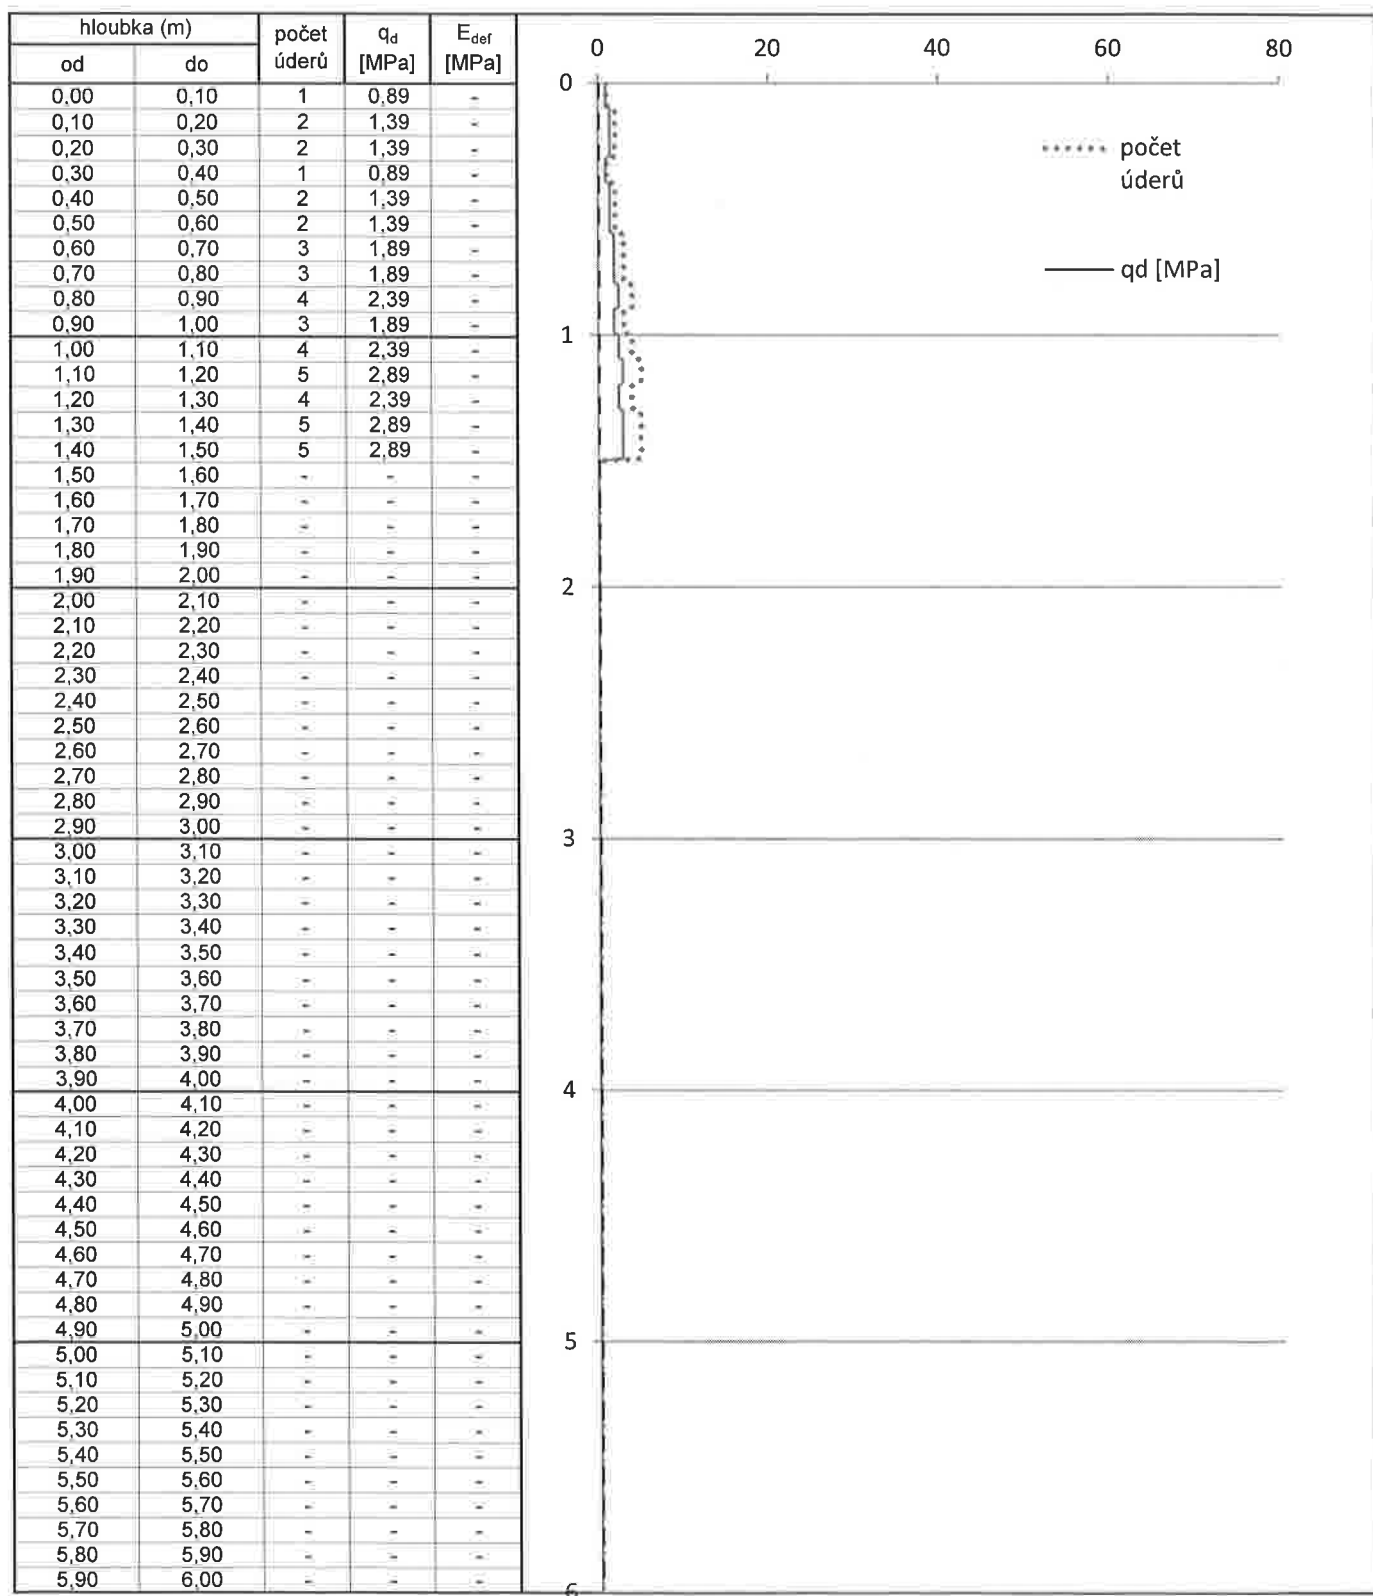 hloubka (m) počet qd Edef
od do úderů [MPa] [MPa]
0,00 0,10 1 0,89 -
0,10 0,20 2 1,39 -
0,20 0,30 2 1,39 -
0,30 0,40 1 0,89 -
0,40 0,50 2 1,39 -
0,50 0,60 2 1,39 -
0,60 0,70 3 1,89 -
0,70 0,80 3 1,89 -
0,80 0,90 4 2,39 -
0,90 1,00 3 1,89 -
1,00 1,10 4 2,39 -
1,10 1,20 5 2,89 -
1,20 1,30 4 2,39 -
1,30 1,40 5 2,89 -
1,40 1,50 5 2,89 -
1,50 1,60 - - -
1,60 1,70 - - -
1,70 1,80 - - -
1,80 1,90 - - -
1,90 2,00 - - -
2,00 2,10 - - -
2,10 2,20 - - -
2,20 2,30 - - -
2,30 2,40 - - -
2,40 2,50 - - -
2,50 2,60 - - -
2,60 2,70 - - -
2,70 2,80 - - -
2,80 2,90 - - -
2,90 3,00 - - -
3,00 3,10 - - -
3,10 3,20 - - -
3,20 3,30 - - -
3,30 3,40 - - -
3,40 3,50 - - -
3,50 3,60 - - -
3,60 3,70 - - -
3,70 3,80 - - -
3,80 3,90 - - -
3,90 4,00 - - -
4,00 4,10 - - -
4,10 4,20 - - -
4,20 4,30 - - -
4,30 4,40 - - -
4,40 4,50 - - -
4,50 4,60 - - -
4,60 4,70 - - -
4,70 4,80 - - -
4,80 4,90 - - -
4,90 5,00 - - -
5,00 5,10 - - -
5,10 5,20 - - -
5,20 5,30 - - -
5,30 5,40 - - -
5,40 5,50 - - -
5,50 5,60 - - -
5,60 5,70 - - -
5,70 5,80 - - -
5,80 5,90 - - -
5,90 6,00 - - -
0 20 40 60 80
0
počet
úderů
qd [MPa]
1
2
3
4
5
6